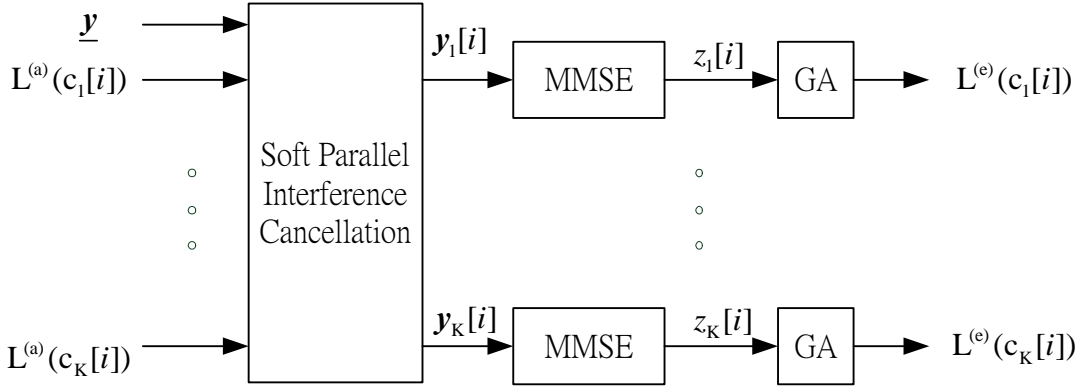 y
L^(a)(c_1[i])
Soft Parallel
Interference
Cancellation
y_1[i]
MMSE
z_1[i]
GA
L^(e)(c_1[i])
L^(a)(c_K[i])
y_K[i]
MMSE
z_K[i]
GA
L^(e)(c_K[i])